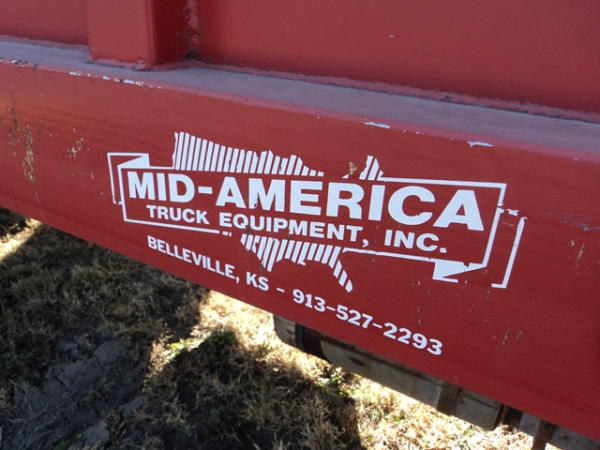 MID-AMERICA
TRUCK EQUIPMENT, INC.
BELLEVILLE, KS - 913-527-2293